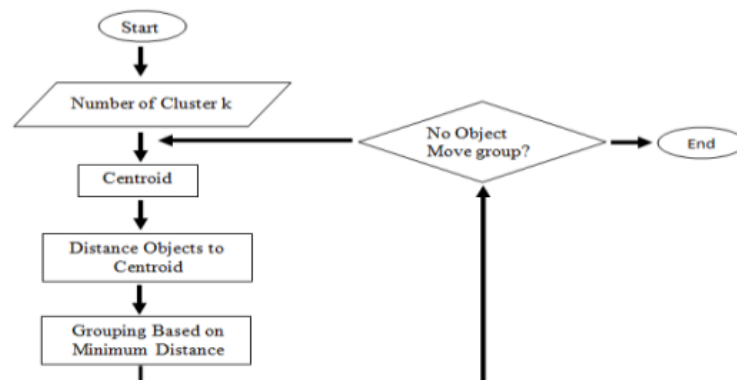 Start
Number of Cluster k
Centroid
Distance Objects to
Centroid
Grouping Based on
Minimum Distance
No Object
Move group?
End